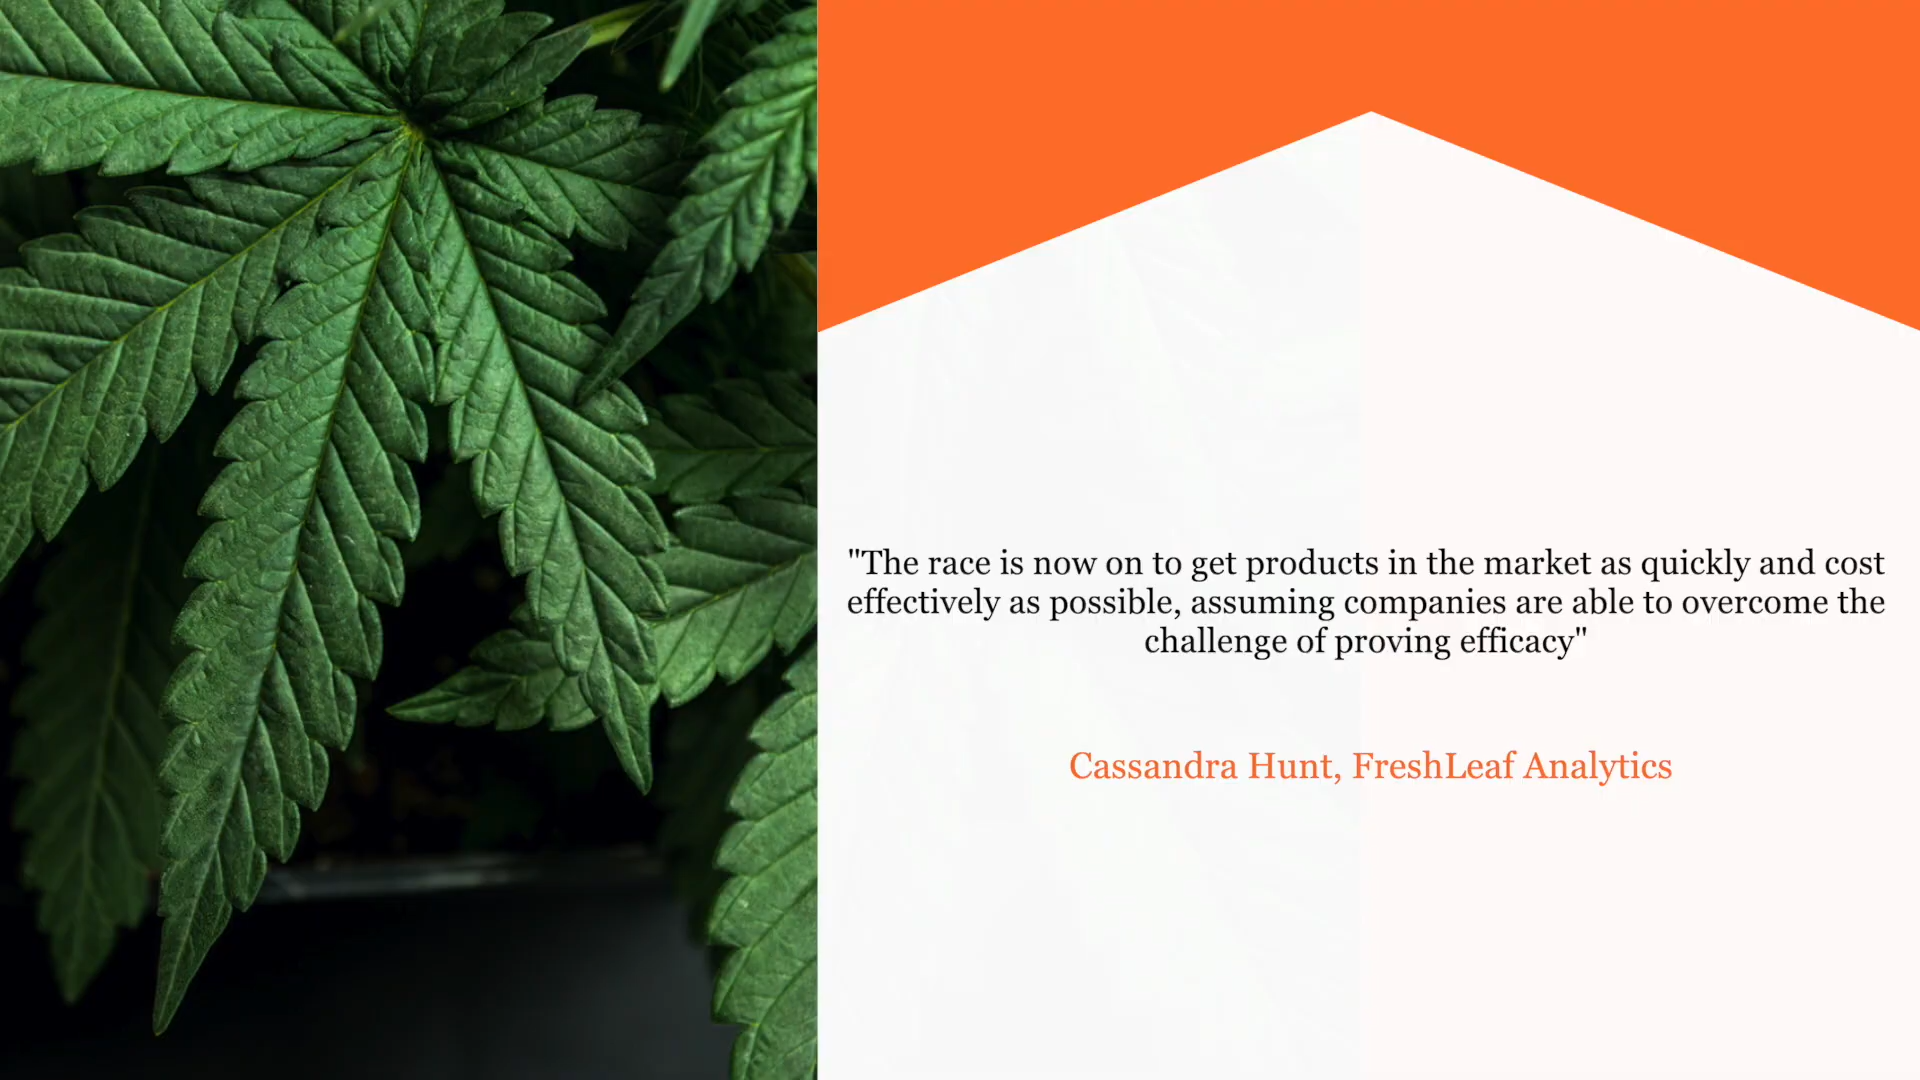 "The race is now on to get products in the market as quickly and cost
effectively as possible, assuming companies are able to overcome the
challenge of proving efficacy"
Cassandra Hunt, FreshLeaf Analytics